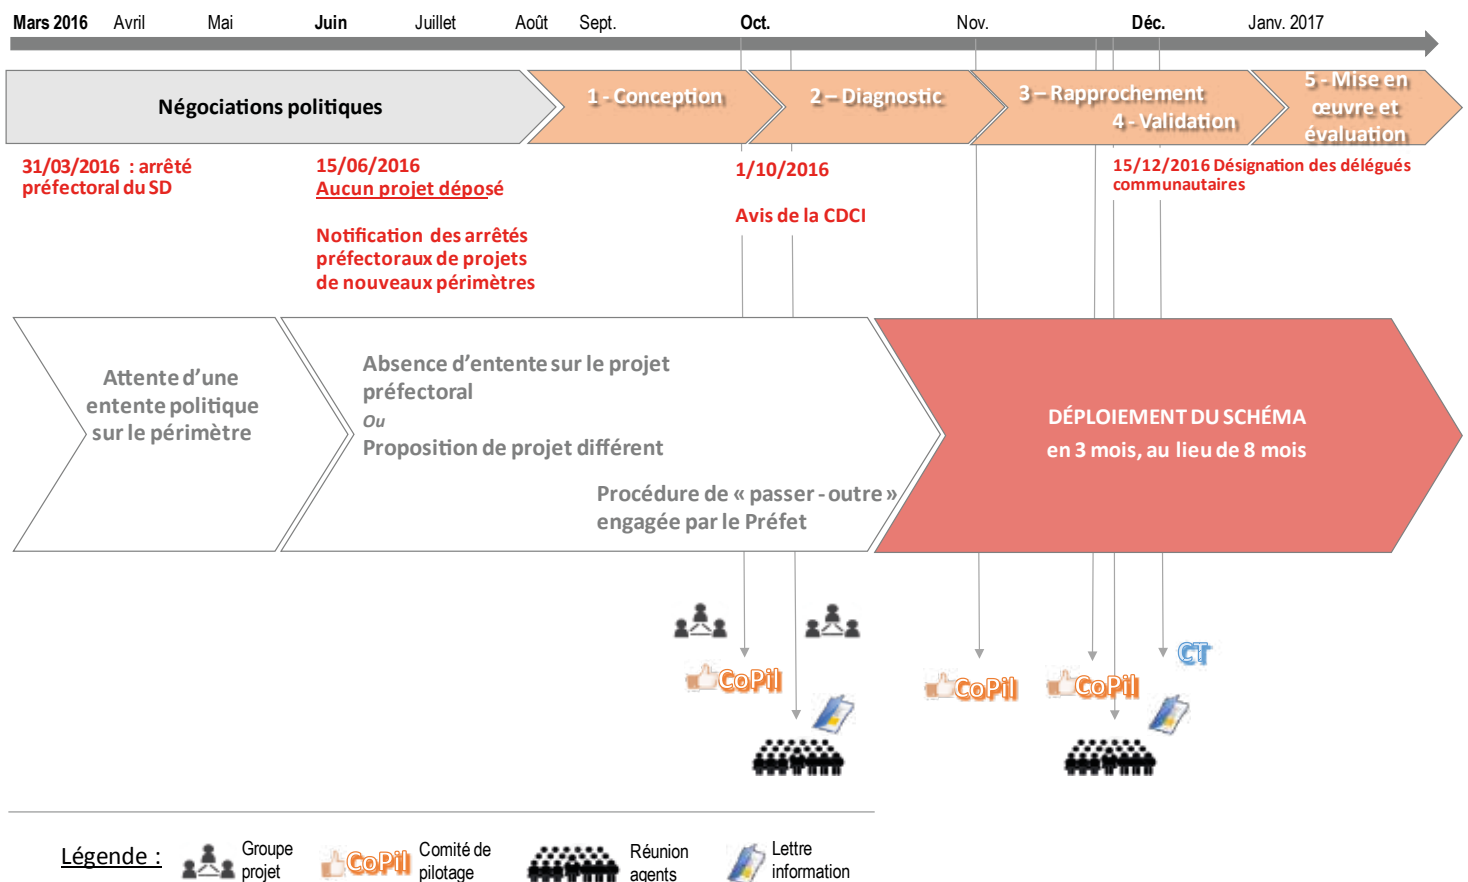 Mars 2016 Avril Mai Juin Juillet Août Sept. Oct. Nov. Déc. Janv. 2017
Négociations politiques
1 - Conception
2 – Diagnostic
3 – Rapprochement
4 - Validation
5 - Mise en
œuvre et
évaluation
31/03/2016 : arrêté
préfectoral du SD
15/06/2016
Aucun projet déposé
Notification des arrêtés
préfectoraux de projets
de nouveaux périmètres
1/10/2016
Avis de la CDCI
15/12/2016 Désignation des délégués
communautaires
Attente d’une
entente politique
sur le périmètre
Absence d’entente sur le projet
préfectoral
Ou
Proposition de projet différent
Procédure de « passer - outre »
engagée par le Préfet
DÉPLOIEMENT DU SCHÉMA
en 3 mois, au lieu de 8 mois
CoPil
CoPil
CoPil
CT
Légende :
Groupe
projet
CoPil
Comité de
pilotage
Réunion
agents
Lettre
information